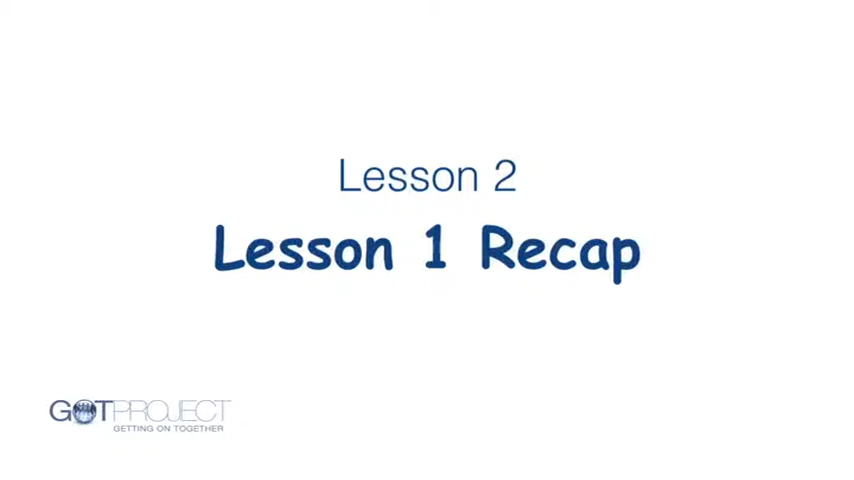 Lesson 2
Lesson 1 Recap
GOTPROJECT
GETTING ON TOGETHER